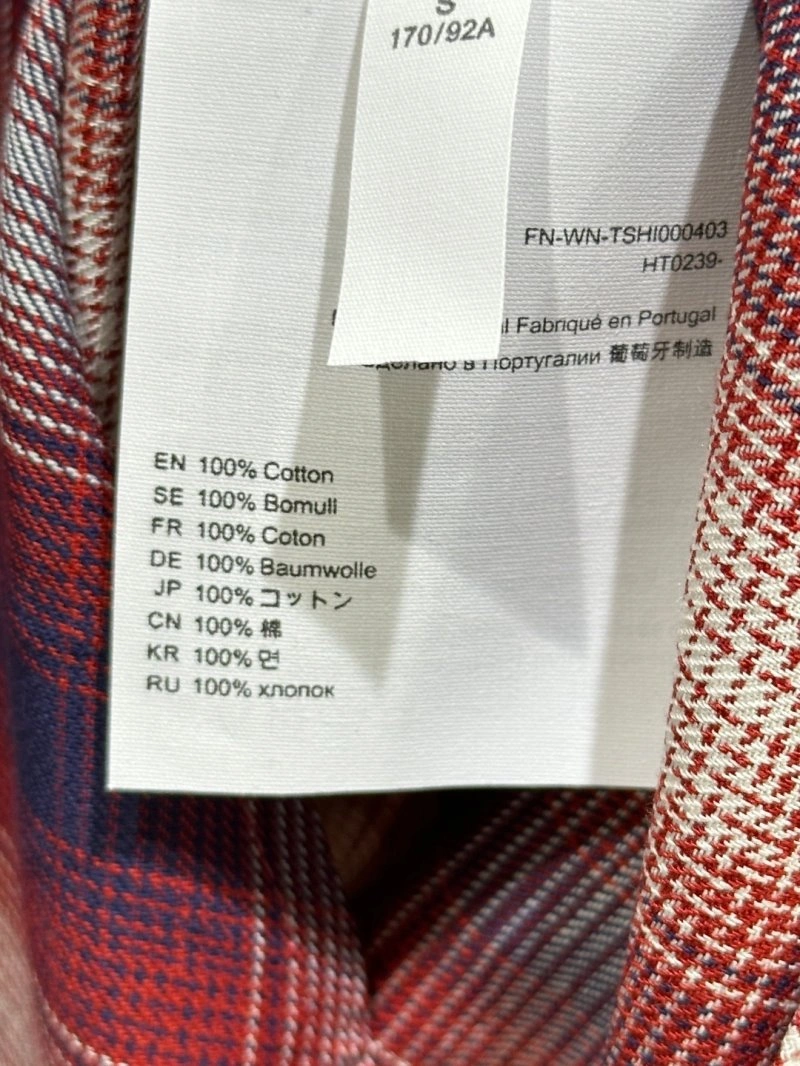 S
170/92A
FN-WN-TSHI000403
HT0239-
Fabriqué en Portugal
в Португалии 葡萄牙制造
EN 100% Cotton
SE 100% Bomull
FR 100% Coton
DE 100% Baumwolle
JP 100% コットン
CN 100% 棉
KR 100% 면
RU 100% хлопок